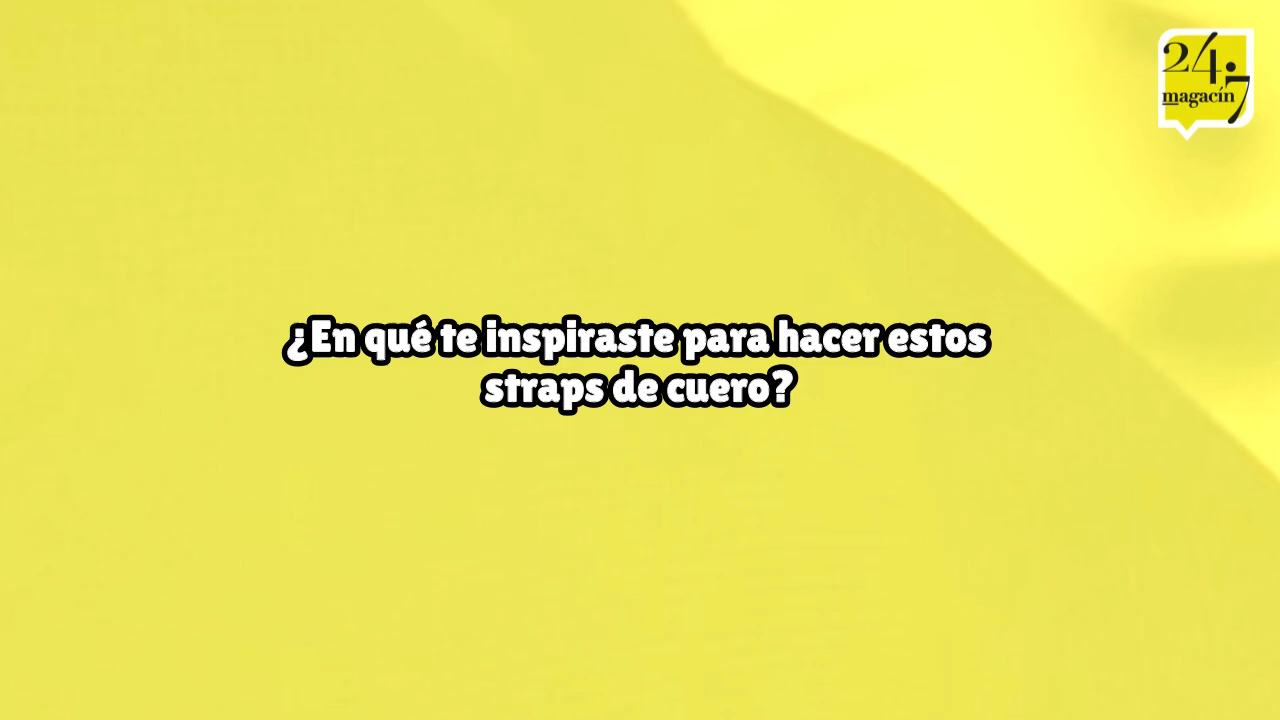 24.7
magacín
¿En qué te inspiraste para hacer estos
straps de cuero?